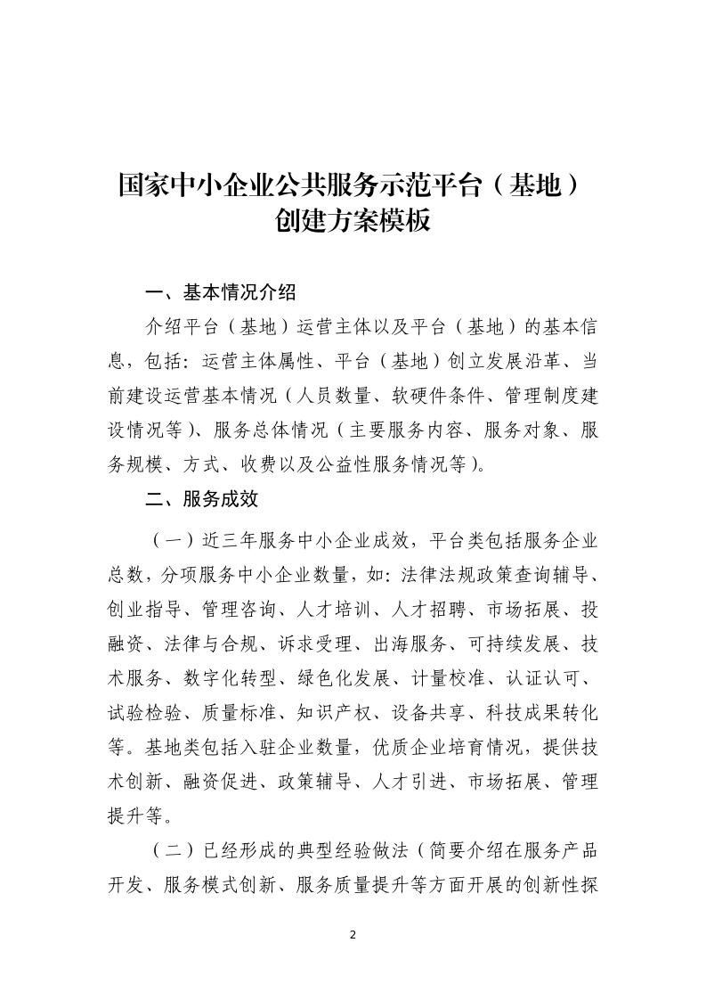 国家中小企业公共服务示范平台（基地）
创建方案模板
一、基本情况介绍
介绍平台（基地）运营主体以及平台（基地）的基本信
息，包括：运营主体属性、平台（基地）创立发展沿革、当
前建设运营基本情况（人员数量、软硬件条件、管理制度建
设情况等）、服务总体情况（主要服务内容、服务对象、服
务规模、方式、收费以及公益性服务情况等）。
二、服务成效
（一）近三年服务中小企业成效，平台类包括服务企业
总数，分项服务中小企业数量，如：法律法规政策查询辅导、
创业指导、管理咨询、人才培训、人才招聘、市场拓展、投
融资、法律与合规、诉求受理、出海服务、可持续发展、技
术服务、数字化转型、绿色化发展、计量校准、认证认可、
试验检验、质量标准、知识产权、设备共享、科技成果转化
等。基地类包括入驻企业数量，优质企业培育情况，提供技
术创新、融资促进、政策辅导、人才引进、市场拓展、管理
提升等。
（二）已经形成的典型经验做法（简要介绍在服务产品
开发、服务模式创新、服务质量提升等方面开展的创新性探
2